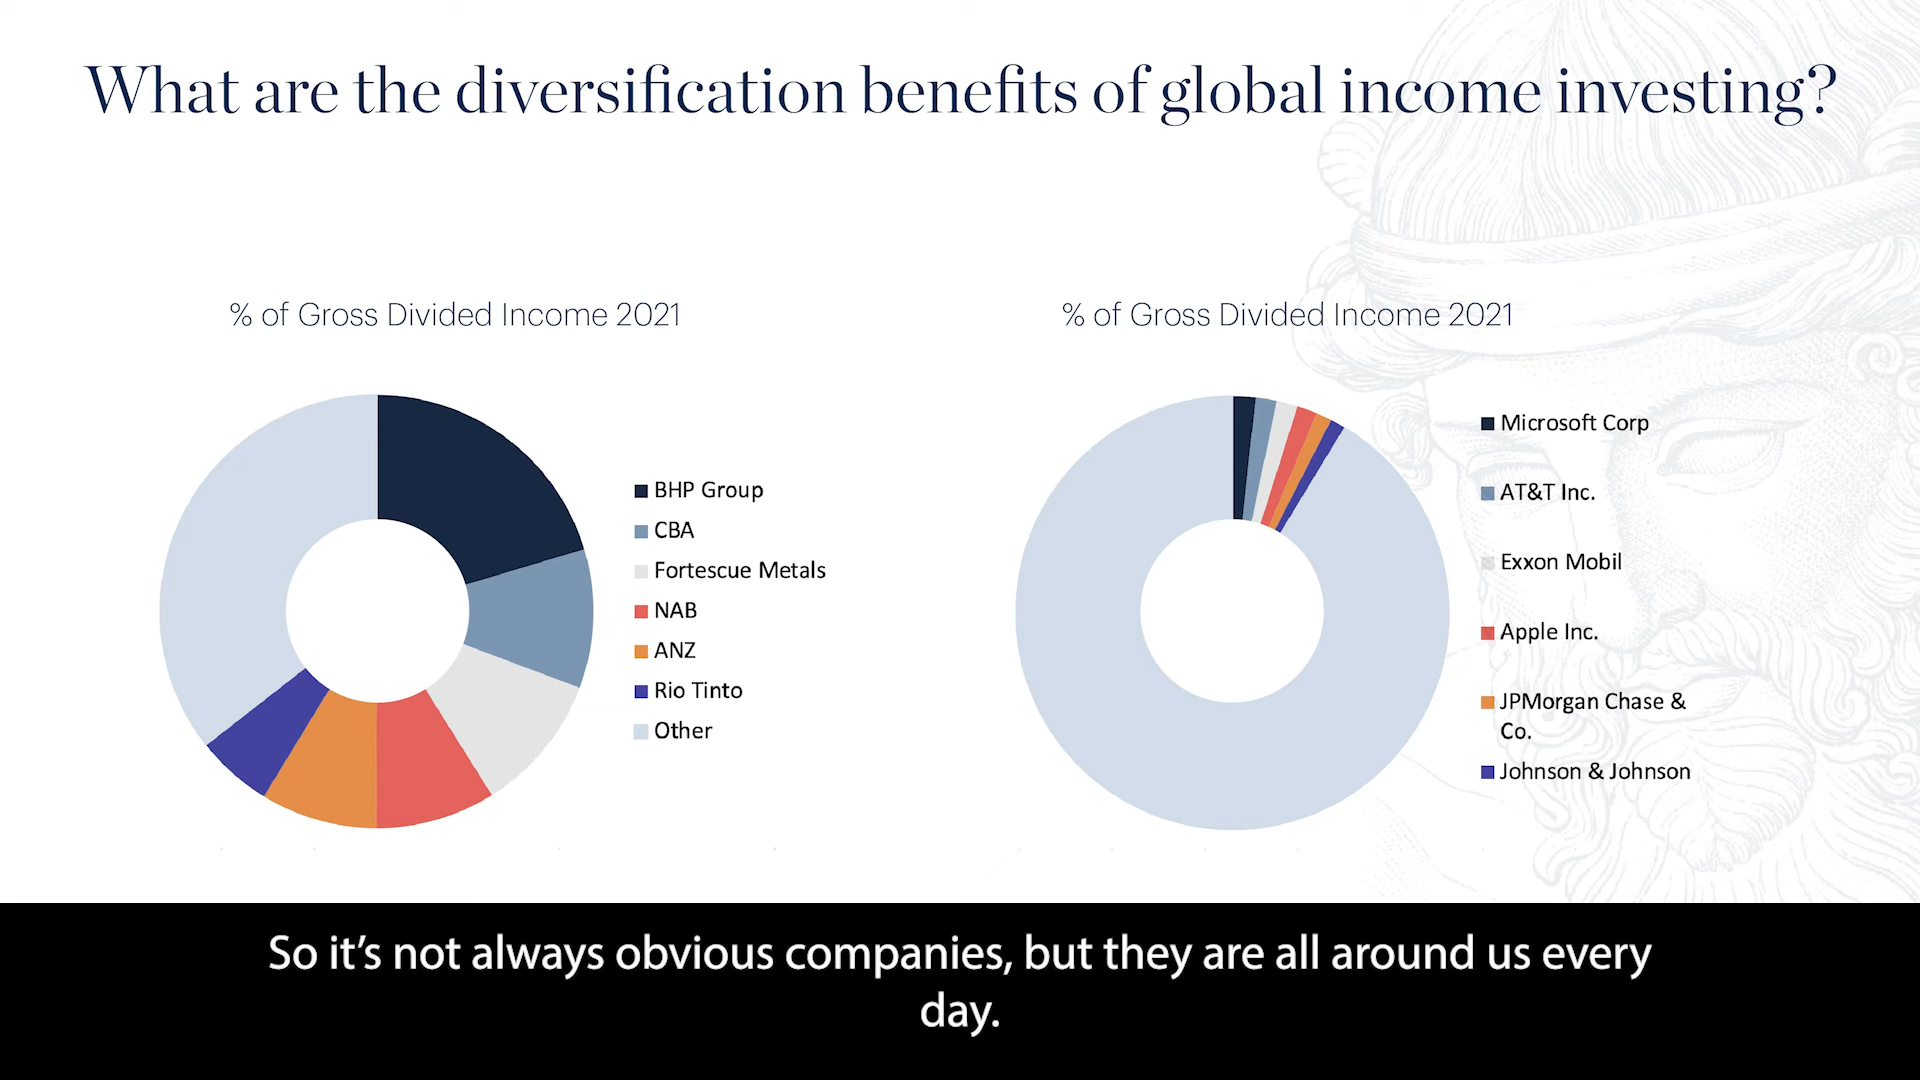 What are the diversification benefits of global income investing?
% of Gross Divided Income 2021
BHP Group
CBA
Fortescue Metals
NAB
ANZ
Rio Tinto
Other
% of Gross Divided Income 2021
Microsoft Corp
AT&T Inc.
Exxon Mobil
Apple Inc.
JPMorgan Chase &
Co.
Johnson & Johnson
So it’s not always obvious companies, but they are all around us every
day.